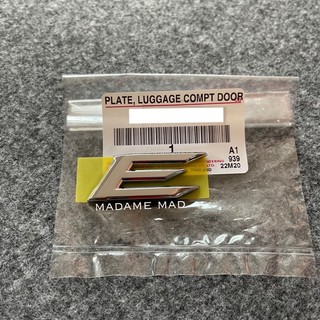 PLATE, LUGGAGE COMPT DOOR
1
A1
939
22M20
E
MADAME MAD